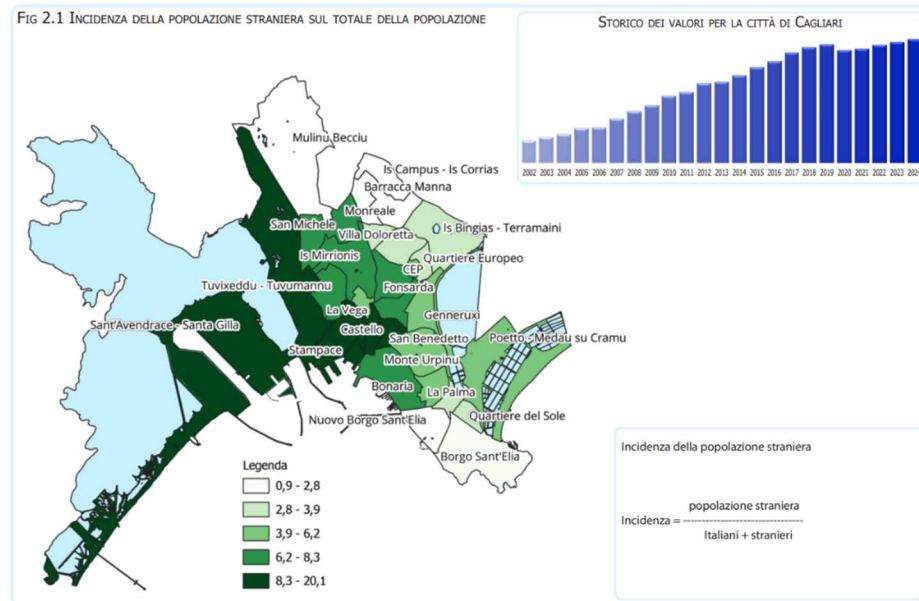 FIG 2.1 INCIDENZA DELLA POPOLAZIONE STRANIERA SUL TOTALE DELLA POPOLAZIONE
STORICO DEI VALORI PER LA CITTÀ DI CAGLIARI
2002 2003 2004 2005 2006 2007 2008 2009 2010 2011 2012 2013 2014 2015 2016 2017 2018 2019 2020 2021 2022 2023 2024
Mulinu Becciu
Is Campus - Is Corrias
Barracca Manna
Monreale
San Michele
Villa Doloretta
Is Bingias - Terramaini
Is Mirrionis
Quartiere Europeo
CEP
Tuvixeddu - Tuvumannu
Fonsarda
La Vega
Genneruxi
Sant'Avendrace - Santa Gilla
Castello
San Benedetto
Poetto - Medau su Cramu
Stampace
Monte Urpinu
Bonaria
La Palma
Nuovo Borgo Sant'Elia
Quartiere del Sole
Borgo Sant'Elia
Legenda
0,9 - 2,8
2,8 - 3,9
3,9 - 6,2
6,2 - 8,3
8,3 - 20,1
Incidenza della popolazione straniera
popolazione straniera
Incidenza = --------------------------------
Italiani + stranieri